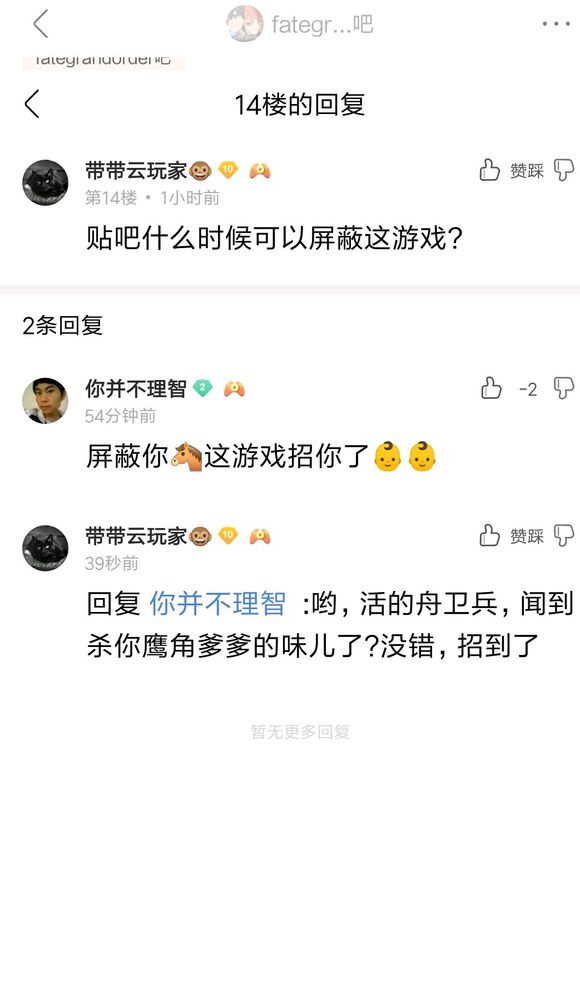 fategr...吧
fategrandorder吧
14楼的回复
带带云玩家🐵 10
赞踩
第14楼 • 1小时前
贴吧什么时候可以屏蔽这游戏?
2条回复
你并不理智 2
-2
54分钟前
屏蔽你🐴这游戏招你了👶👶
带带云玩家🐵 10
赞踩
39秒前
回复 你并不理智 :哟,活的舟卫兵,闻到
杀你鹰角爹爹的味儿了?没错,招到了
暂无更多回复